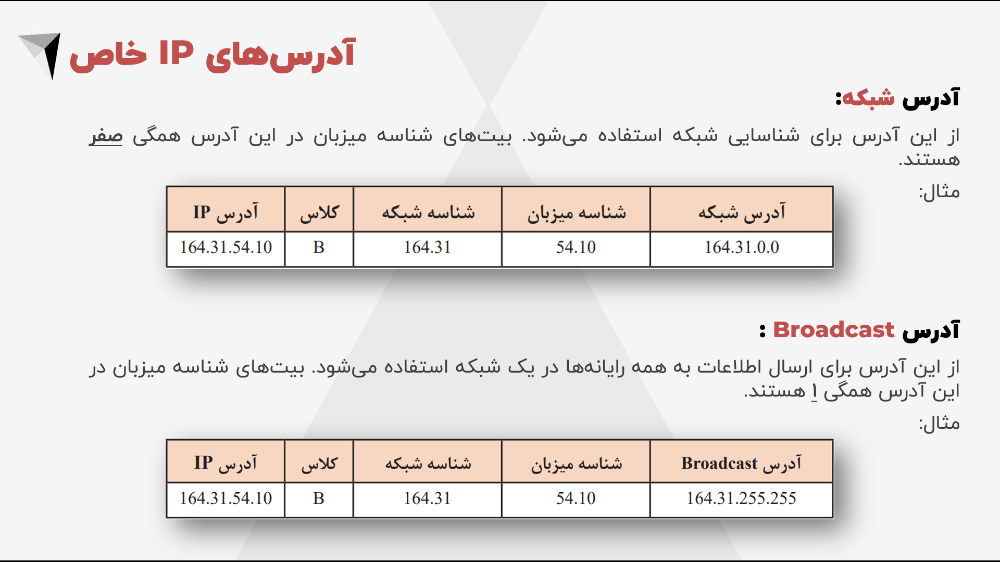 آدرس‌های IP خاص
آدرس شبکه:
از این آدرس برای شناسایی شبکه استفاده می‌شود. بیت‌های شناسه میزبان در این آدرس همگی صفر
هستند.
مثال:
آدرس IP کلاس شناسه شبکه شناسه میزبان آدرس شبکه
164.31.54.10 B 164.31 54.10 164.31.0.0
آدرس Broadcast :
از این آدرس برای ارسال اطلاعات به همه رایانه‌ها در یک شبکه استفاده می‌شود. بیت‌های شناسه میزبان در
این آدرس همگی ۱ هستند.
مثال:
آدرس IP کلاس شناسه شبکه شناسه میزبان آدرس Broadcast
164.31.54.10 B 164.31 54.10 164.31.255.255